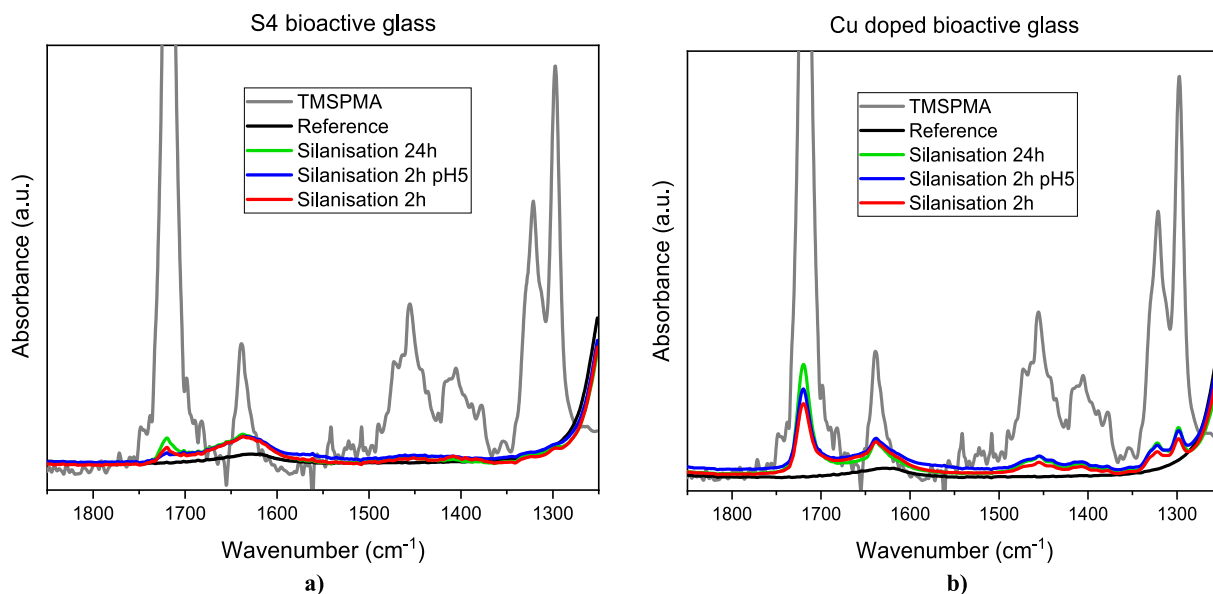 S4 bioactive glass
TMSPMA
Reference
Silanisation 24h
Silanisation 2h pH5
Silanisation 2h
Absorbance (a.u.)
1800 1700 1600 1500 1400 1300
Wavenumber (cm⁻¹)
a)
Cu doped bioactive glass
TMSPMA
Reference
Silanisation 24h
Silanisation 2h pH5
Silanisation 2h
Absorbance (a.u.)
1800 1700 1600 1500 1400 1300
Wavenumber (cm⁻¹)
b)